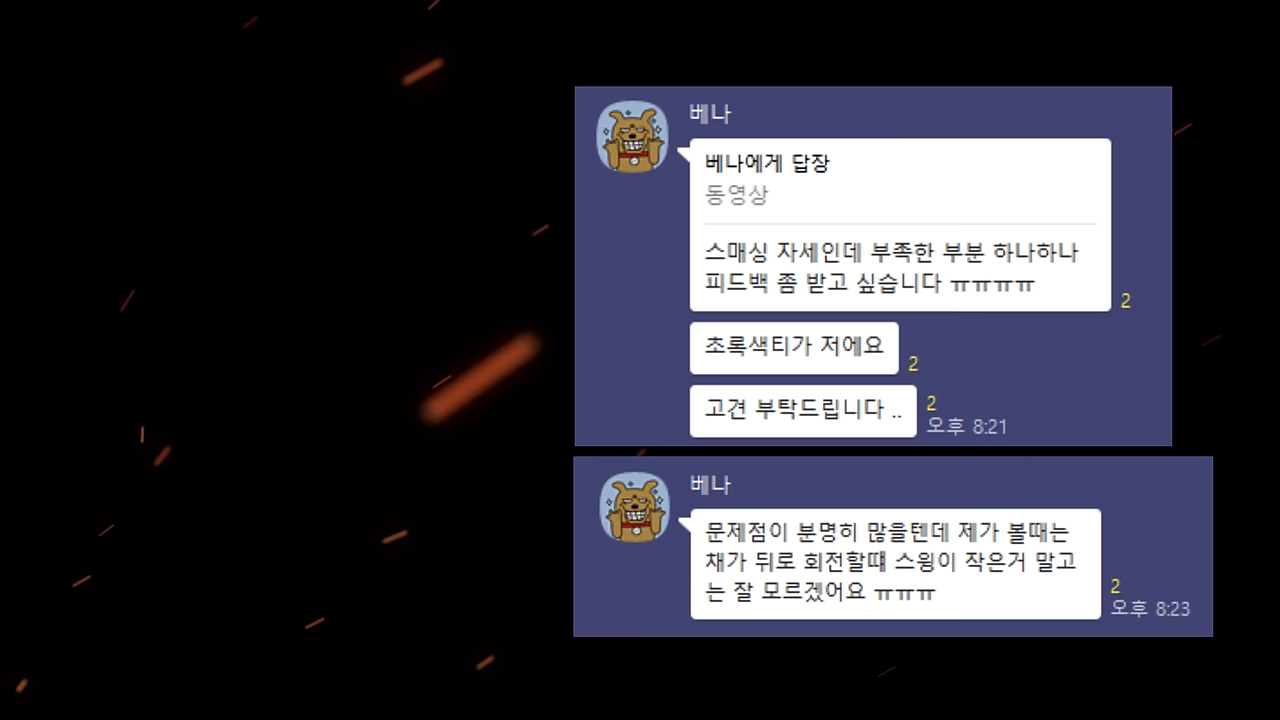 베나
베나에게 답장
동영상
스매싱 자세인데 부족한 부분 하나하나
피드백 좀 받고 싶습니다 ㅠㅠㅠㅠ
2
초록색티가 저에요
2
고견 부탁드립니다 ..
2
오후 8:21
베나
문제점이 분명히 많을텐데 제가 볼때는
채가 뒤로 회전할떄 스윙이 작은거 말고
는 잘 모르겠어요 ㅠㅠㅠ
2
오후 8:23